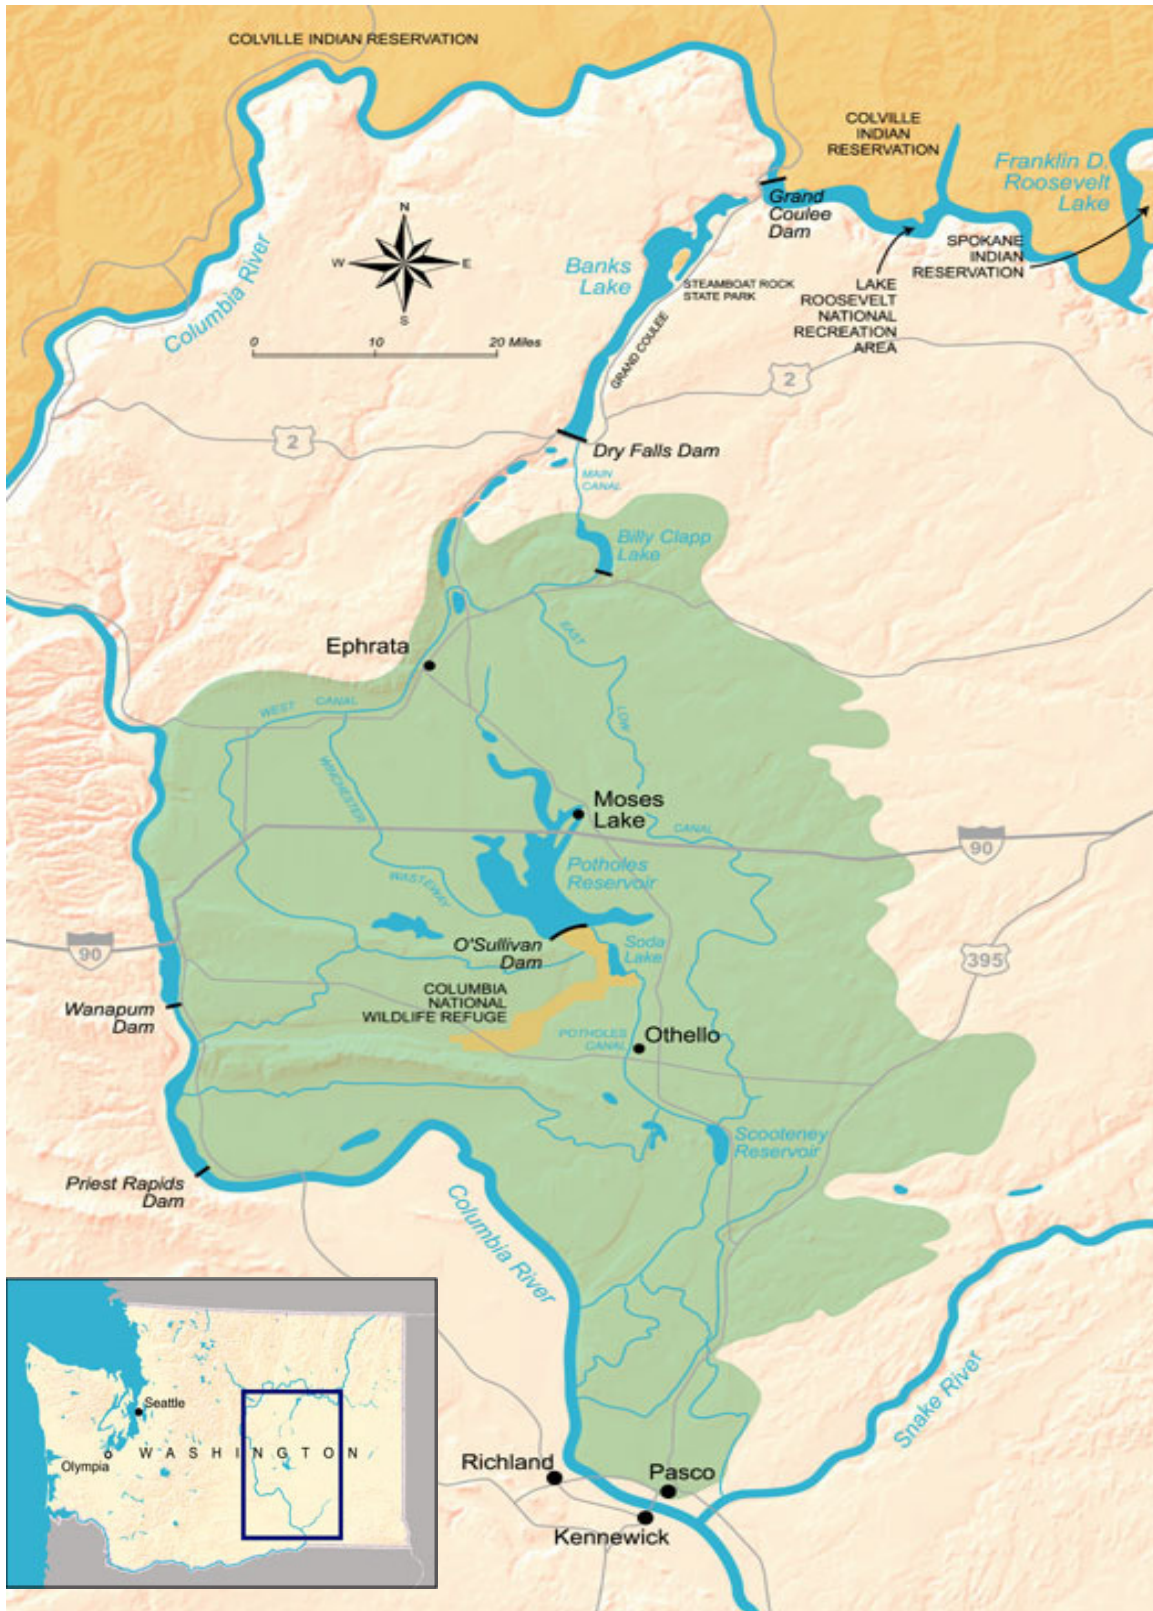 COLVILLE INDIAN RESERVATION
COLVILLE
INDIAN
RESERVATION
Franklin D.
Roosevelt
Lake
Grand
Coulee
Dam
SPOKANE
INDIAN
RESERVATION
N
W
E
S
Columbia River
Banks
Lake
STEAMBOAT ROCK
STATE PARK
LAKE
ROOSEVELT
NATIONAL
RECREATION
AREA
0
10
20 Miles
GRAND COULEE
2
2
Dry Falls Dam
MAIN
CANAL
Billy Clapp
Lake
EAST
Ephrata
WEST CANAL
LOW
WINCHESTER
Moses
Lake
CANAL
90
Potholes
Reservoir
WASTEWAY
O'Sullivan
Dam
Soda
Lake
90
395
COLUMBIA
NATIONAL
WILDLIFE REFUGE
Wanapum
Dam
POTHOLES
CANAL
Othello
Scooteney
Reservoir
Priest Rapids
Dam
Columbia River
Snake River
Seattle
WASHINGTON
Olympia
Richland
Pasco
Kennewick